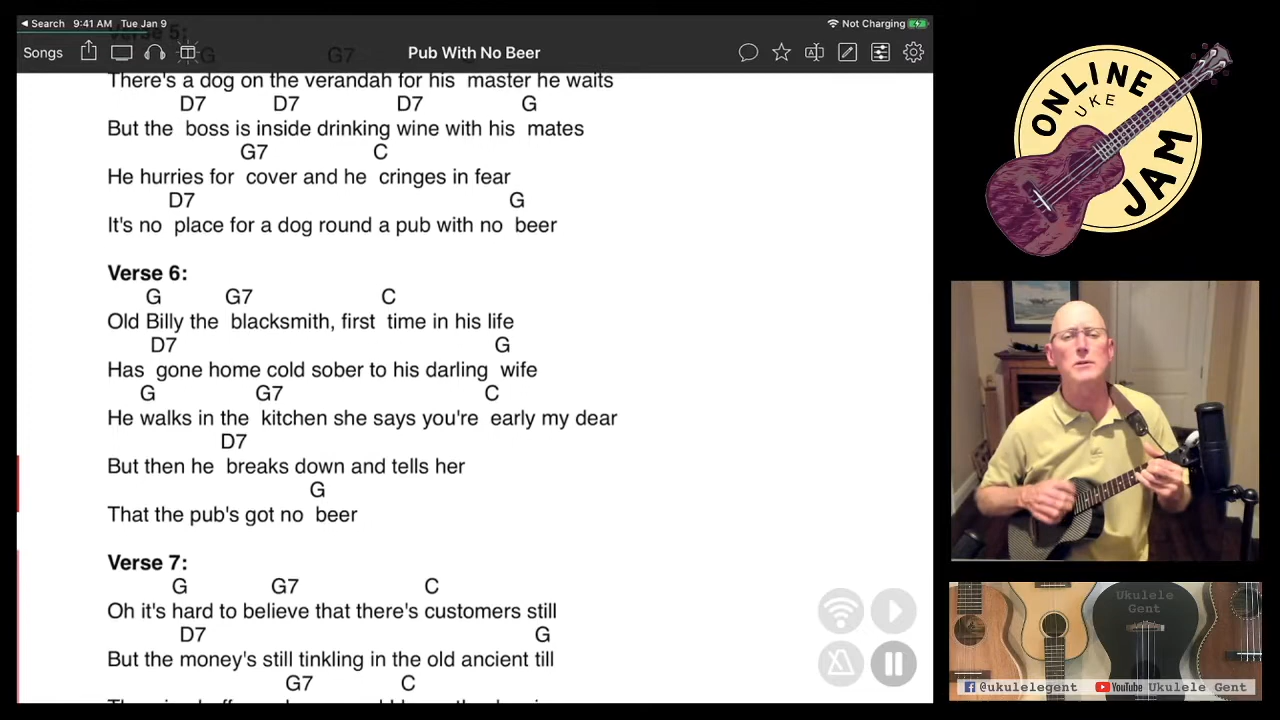 Search 9:41 AM Tue Jan 9
Not Charging
Songs
Pub With No Beer
Verse 5:
G G7
There's a dog on the verandah for his master he waits
D7 D7 D7 G
But the boss is inside drinking wine with his mates
G7 C
He hurries for cover and he cringes in fear
D7 G
It's no place for a dog round a pub with no beer
Verse 6:
G G7 C
Old Billy the blacksmith, first time in his life
D7 G
Has gone home cold sober to his darling wife
G G7 C
He walks in the kitchen she says you're early my dear
D7
But then he breaks down and tells her
G
That the pub's got no beer
Verse 7:
G G7 C
Oh it's hard to believe that there's customers still
D7 G
But the money's still tinkling in the old ancient till
G7 C
ONLINE
UKE
JAM
Ukulele
Gent
@ukulelegent YouTube Ukulele Gent